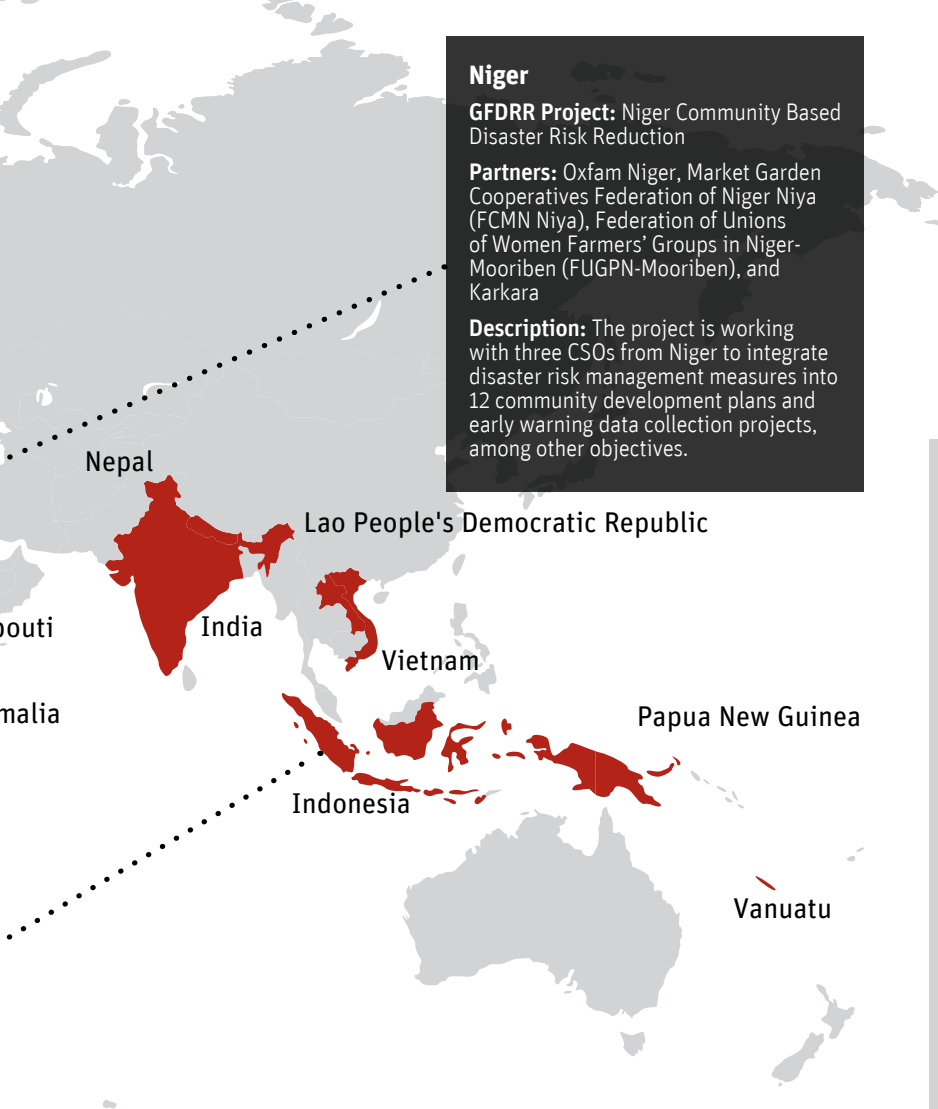 Niger
GFDRR Project: Niger Community Based
Disaster Risk Reduction
Partners: Oxfam Niger, Market Garden
Cooperatives Federation of Niger Niya
(FCMN Niya), Federation of Unions
of Women Farmers’ Groups in Niger-
Mooriben (FUGPN-Mooriben), and
Karkara
Description: The project is working
with three CSOs from Niger to integrate
disaster risk management measures into
12 community development plans and
early warning data collection projects,
among other objectives.
Nepal
Lao People's Democratic Republic
outi
India
Vietnam
malia
Papua New Guinea
Indonesia
Vanuatu